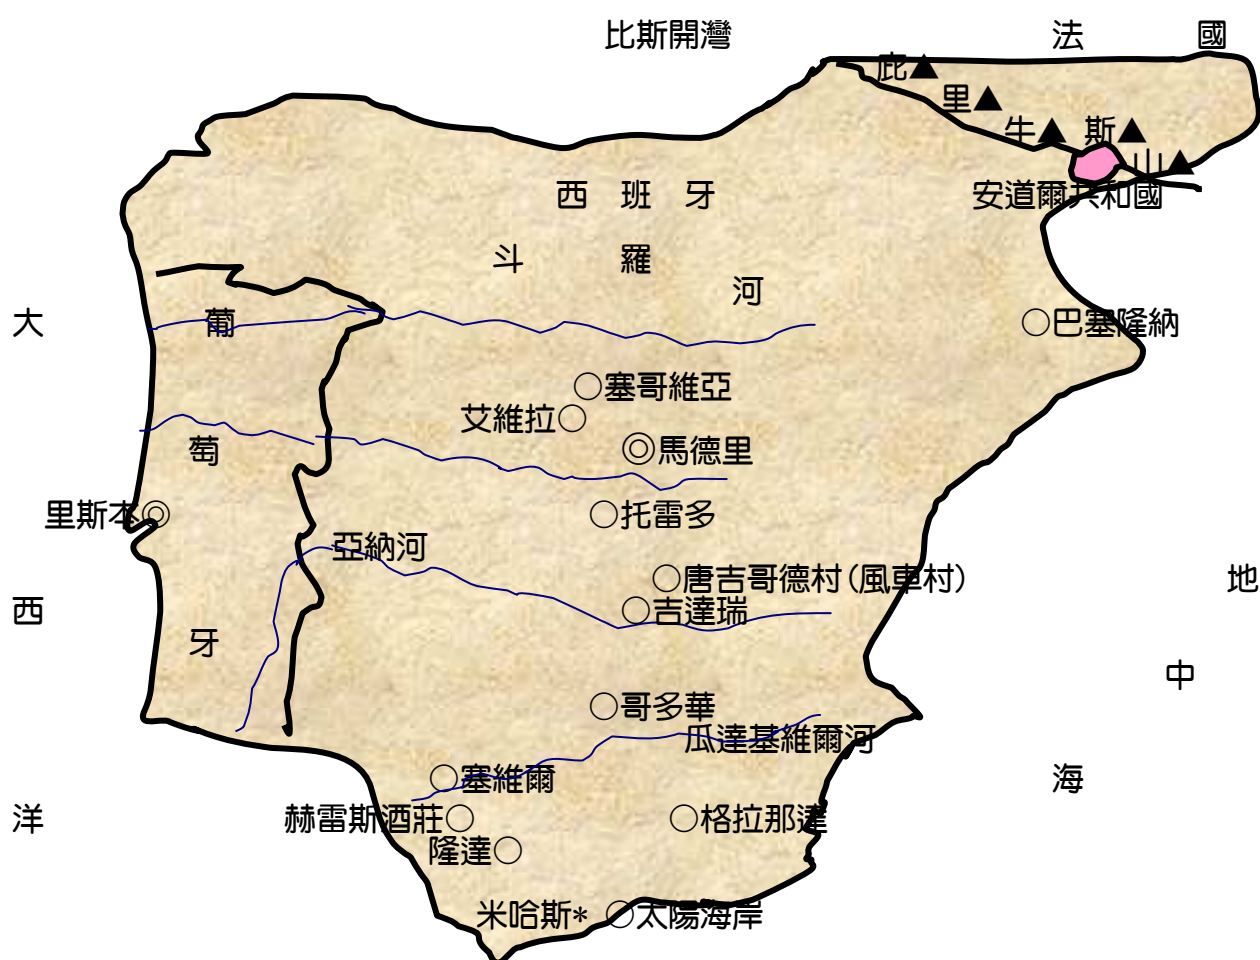 比斯開灣 法 國
庇▲
里▲
牛▲ 斯▲
山▲
西 班 牙 安道爾共和國
斗 羅
河
大 葡 ○巴塞隆納
○塞哥維亞
艾維拉○
萄 ◎馬德里
里斯本◎ ○托雷多
亞納河
○唐吉哥德村(風車村) 地
西 ○吉達瑞
牙
中
○哥多華
瓜達基維爾河
○塞維爾 海
洋 赫雷斯酒莊○ ○格拉那達
隆達○
米哈斯* ○太陽海岸